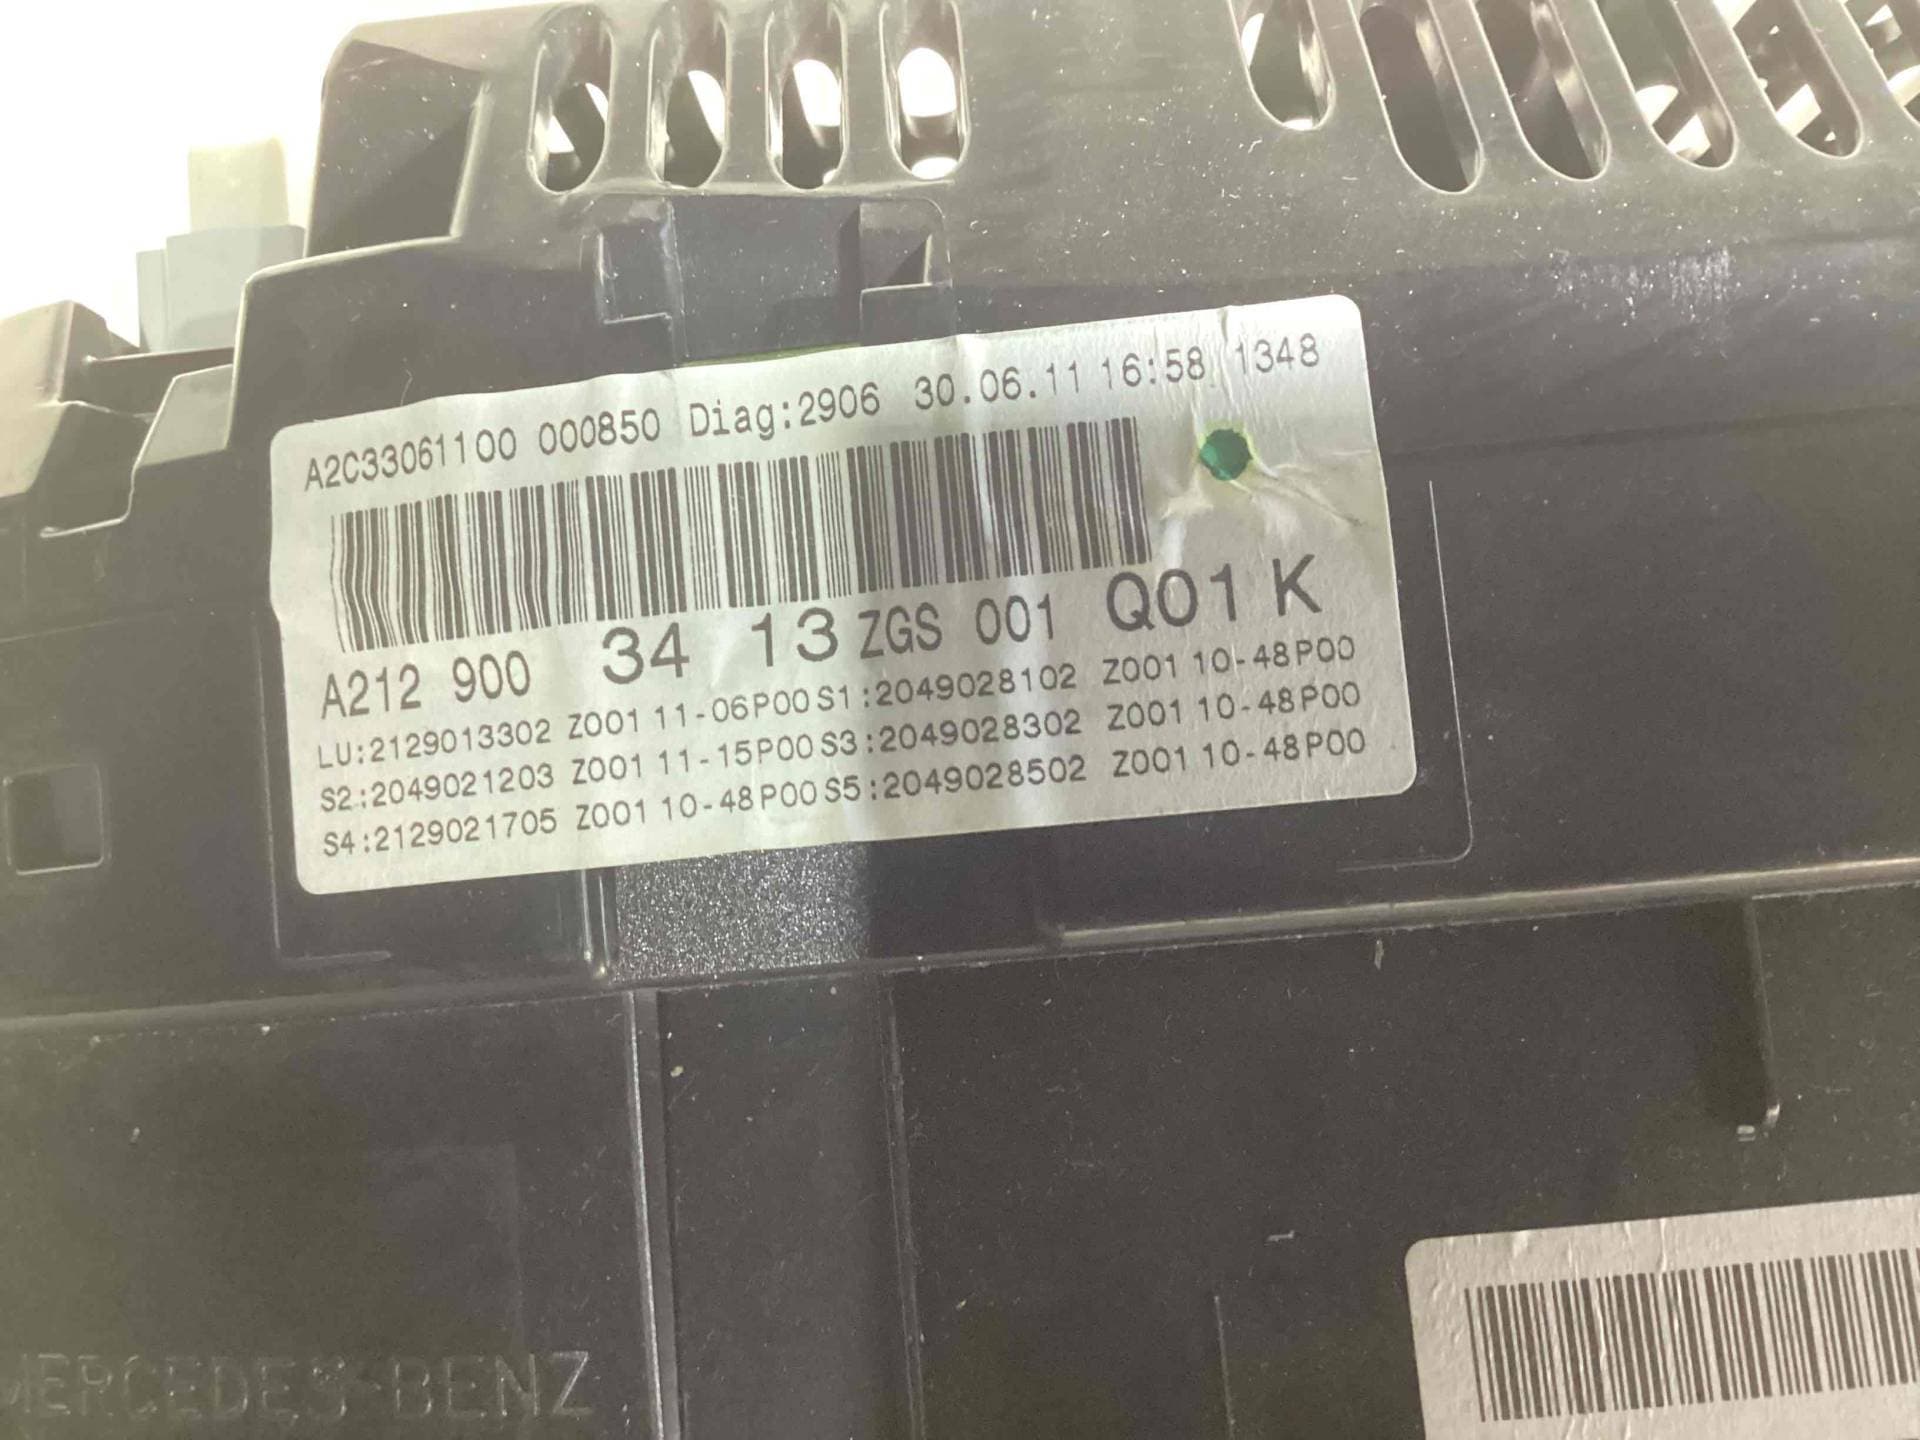 A2C33061100 000850 Diag:2906 30.06.11 16:58 1348
A212 900 34 13 ZGS 001 Q01 K
LU:2129013302 Z001 11-06P00 S1:2049028102 Z001 10-48P00
S2:2049021203 Z001 11-15P00 S3:2049028302 Z001 10-48P00
S4:2129021705 Z001 10-48P00 S5:2049028502 Z001 10-48P00
MERCEDES-BENZ